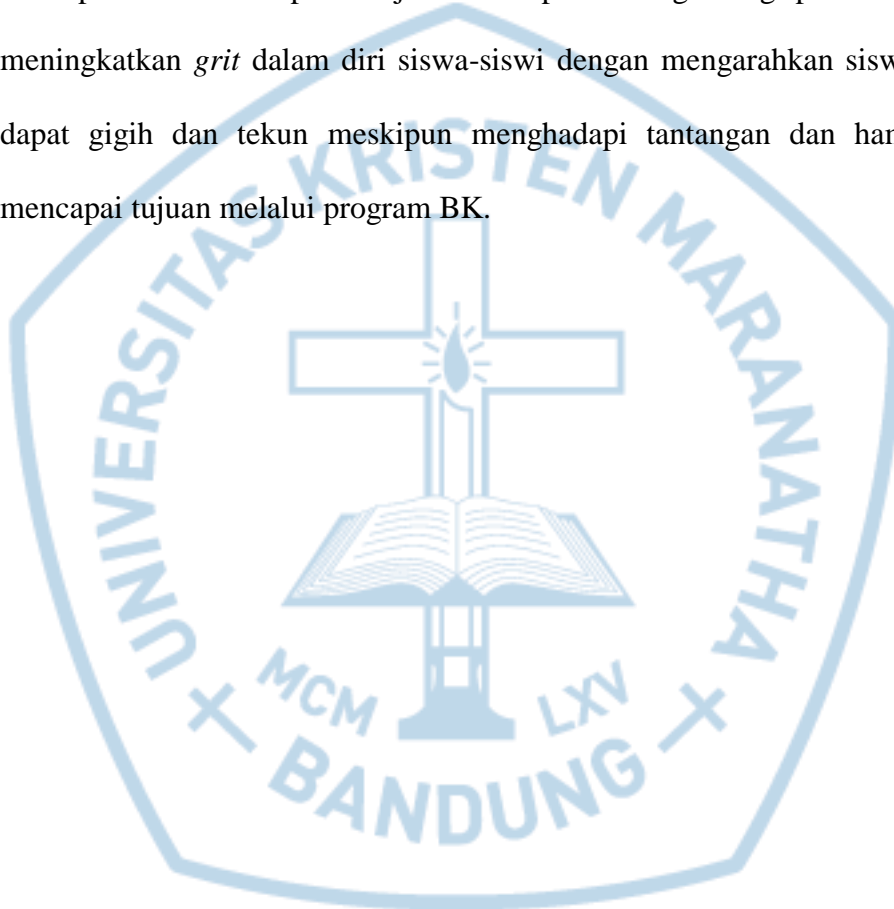 meningkatkan grit dalam diri siswa-siswi dengan mengarahkan
dapat gigih dan tekun meskipun menghadapi tantangan dan
mencapai tujuan melalui program BK.
UNIVERSITAS KRISTEN MARANATHA
MCM LXV
BANDUNG